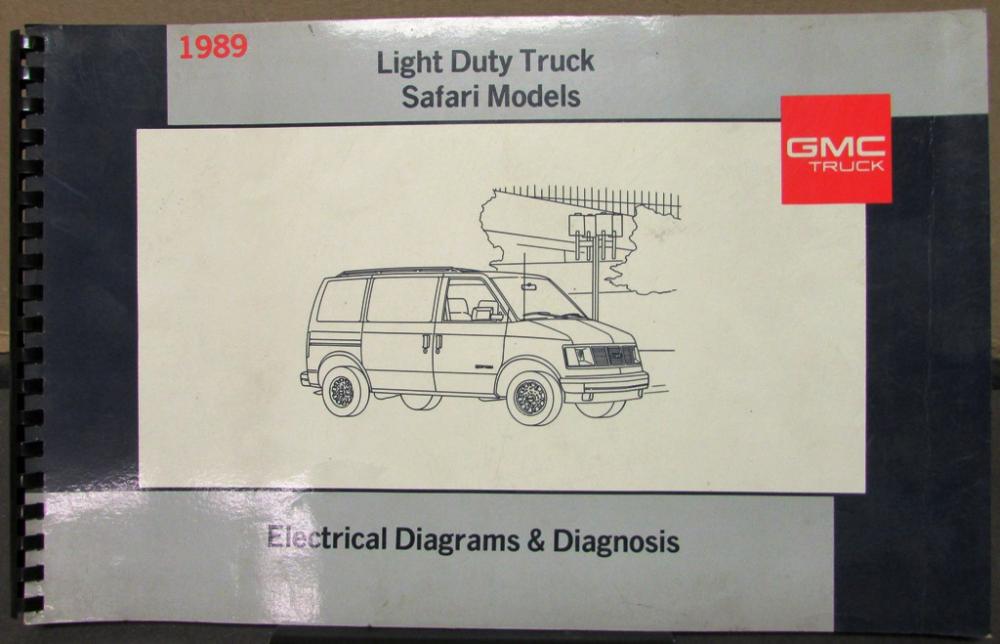 1989
Light Duty Truck
Safari Models
GMC
TRUCK
Electrical Diagrams & Diagnosis